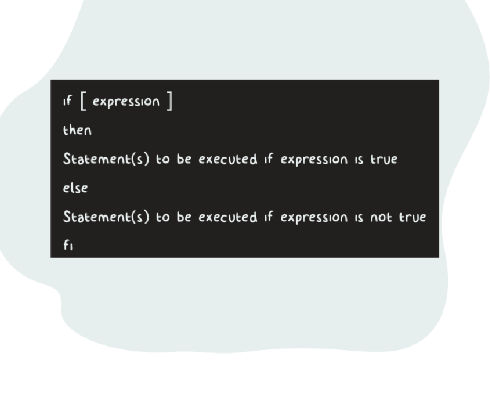 if [ expression ]
then
Statement(s) to be executed if expression is true
else
Statement(s) to be executed if expression is not true
fi